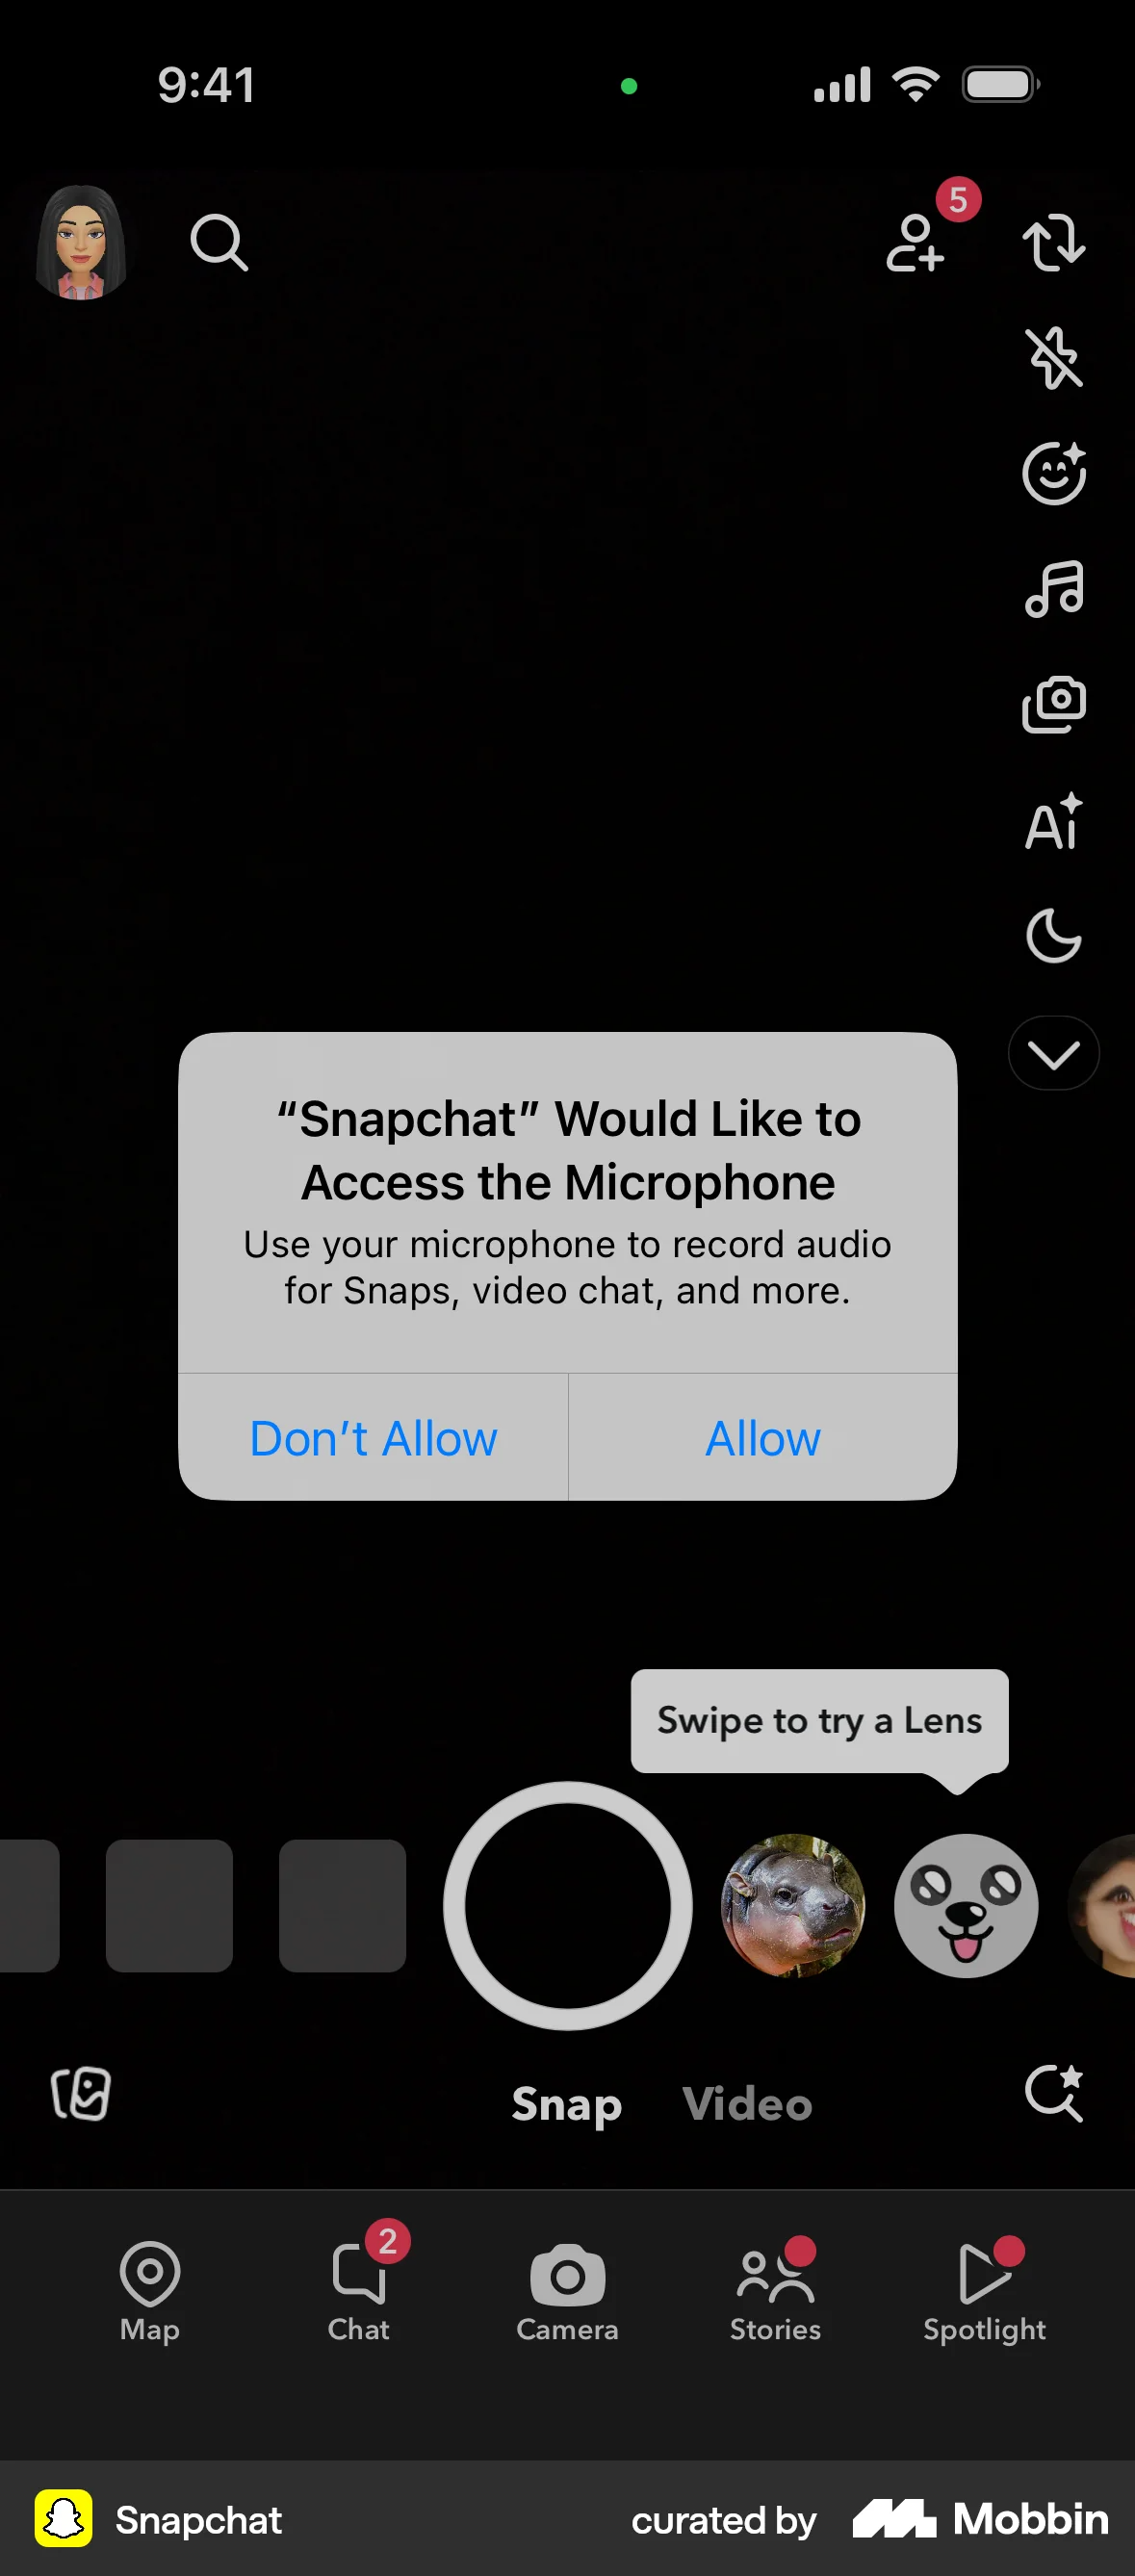 9:41
5
Ai
“Snapchat” Would Like to
Access the Microphone
Use your microphone to record audio
for Snaps, video chat, and more.
Don’t Allow
Allow
Swipe to try a Lens
Snap
Video
2
Map
Chat
Camera
Stories
Spotlight
Snapchat
curated by
Mobbin